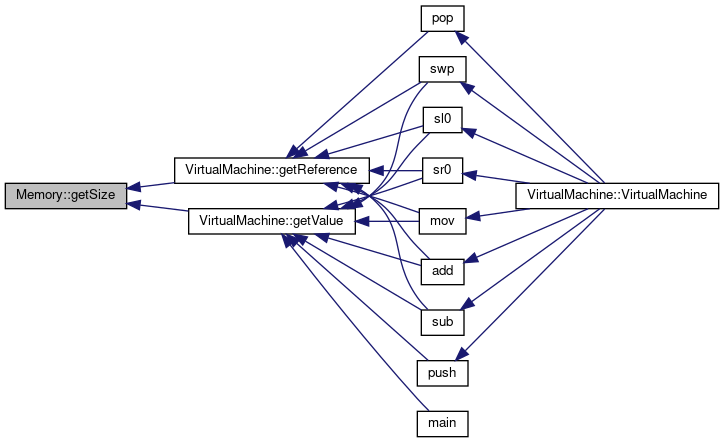 pop
swp
sl0
VirtualMachine::getReference
sr0
Memory::getSize
VirtualMachine::VirtualMachine
VirtualMachine::getValue
mov
add
sub
push
main